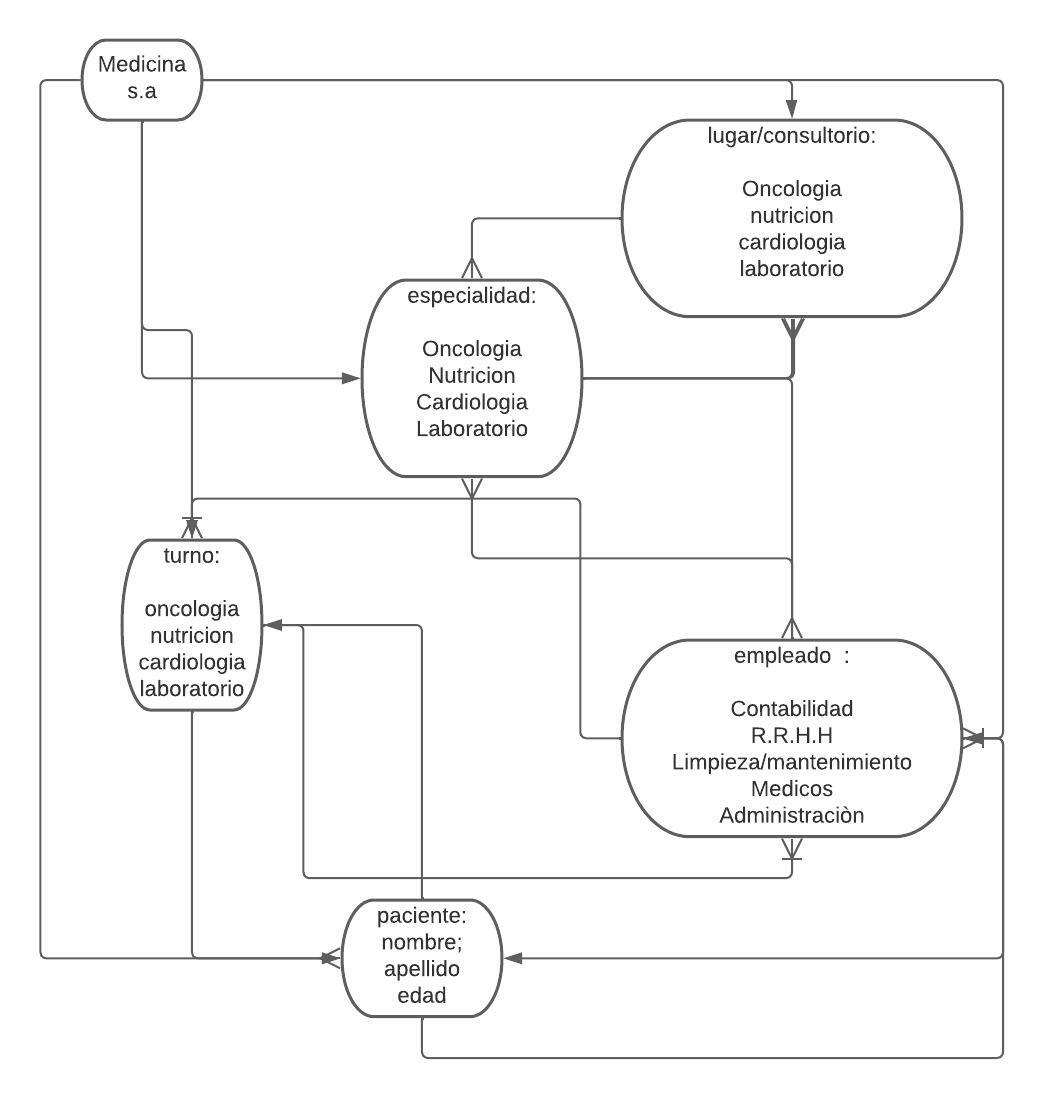 Medicina
s.a
lugar/consultorio:
Oncologia
nutricion
cardiologia
laboratorio
especialidad:
Oncologia
Nutricion
Cardiologia
Laboratorio
turno:
oncologia
nutricion
cardiologia
laboratorio
empleado  :
Contabilidad
R.R.H.H
Limpieza/mantenimiento
Medicos
Administraciòn
paciente:
nombre;
apellido
edad